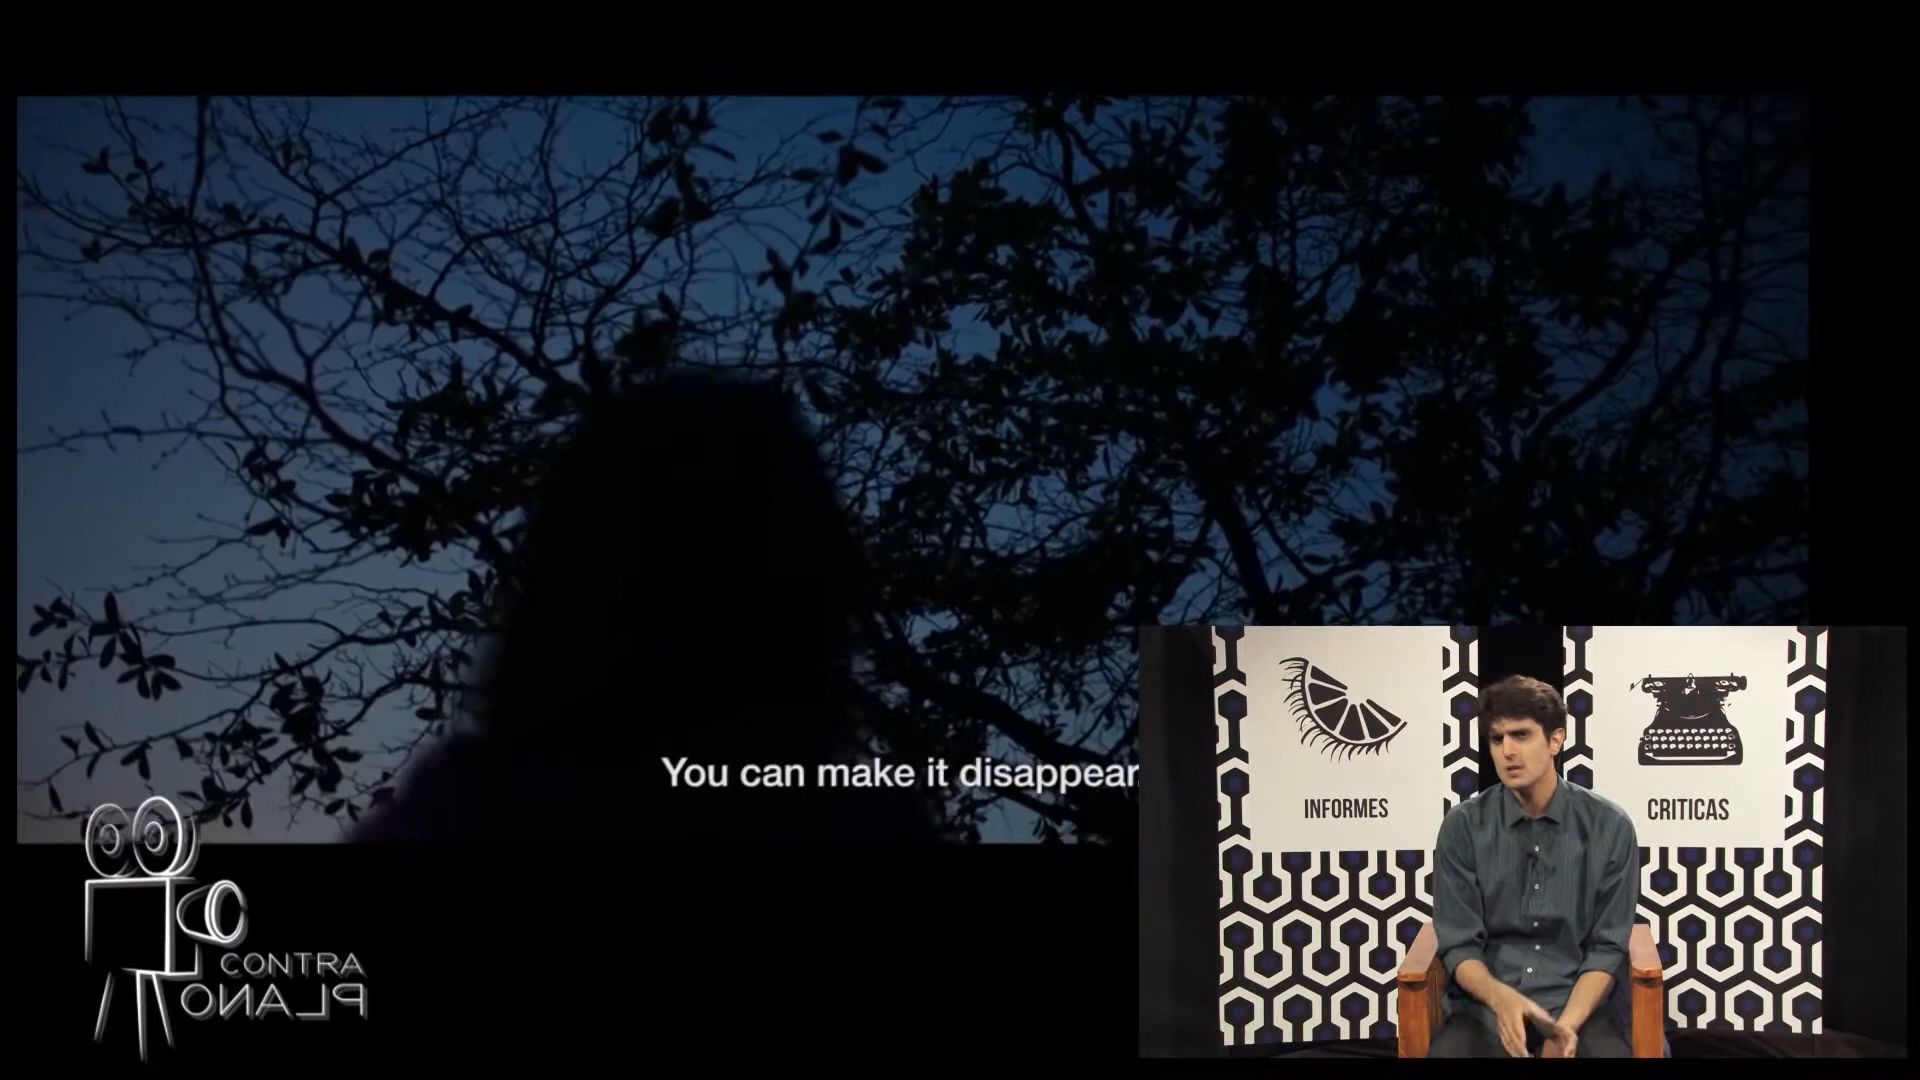 You can make it disappear.
INFORMES
CRITICAS
CONTRA
PLANO